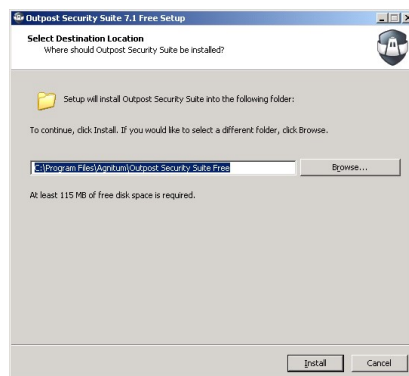 Outpost Security Suite 7.1 Free Setup
Select Destination Location
Where should Outpost Security Suite be installed?
Setup will install Outpost Security Suite into the following folder:
To continue, click Install. If you would like to select a different folder, click Browse.
C:\Program Files\Agnitum\Outpost Security Suite Free
Browse...
At least 115 MB of free disk space is required.
Install
Cancel